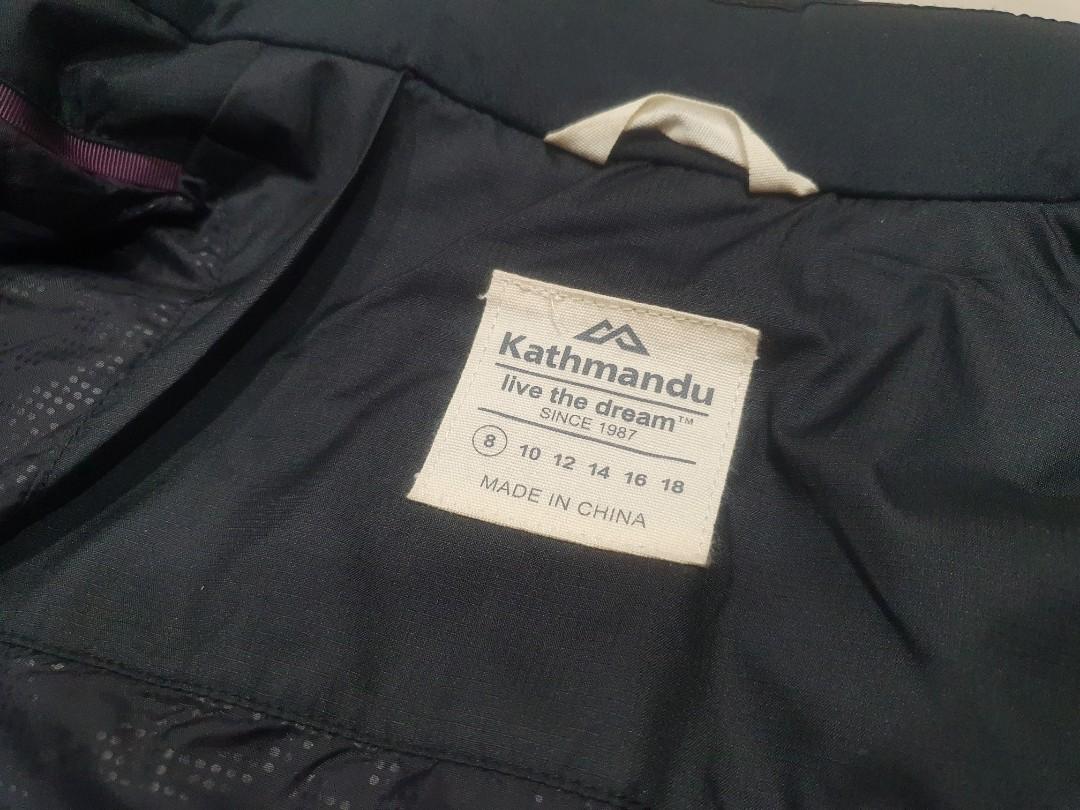 Kathmandu
live the dream™
SINCE 1987
8 10 12 14 16 18
MADE IN CHINA